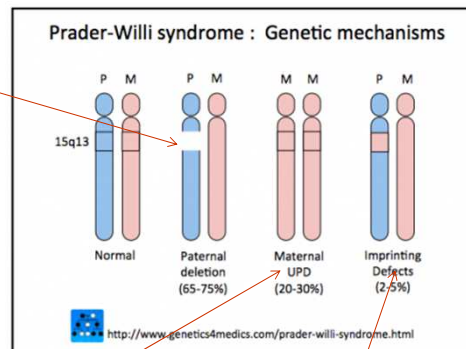 Prader-Willi syndrome : Genetic mechanisms
P M P M M M P M
15q13
Normal Paternal deletion (65-75%) Maternal UPD (20-30%) Imprinting Defects (2-5%)
http://www.genetics4medics.com/prader-willi-syndrome.html